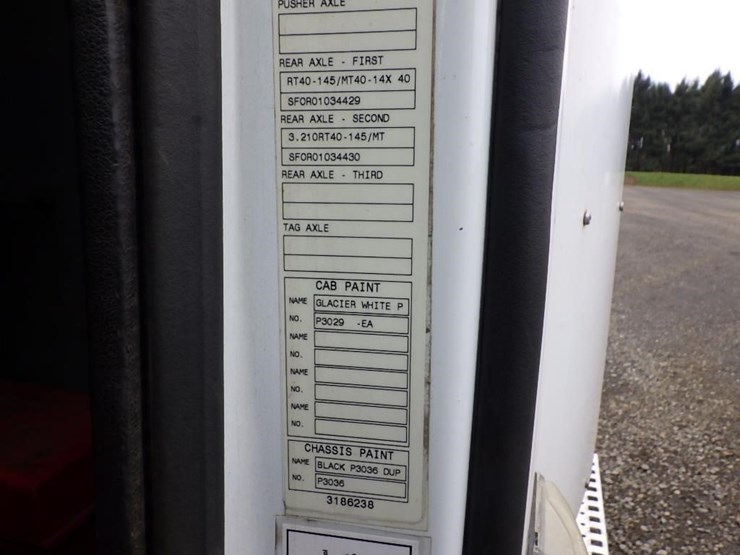 PUSHER AXLE
REAR AXLE - FIRST
RT40-145/MT40-14X 40
SF0R01034429
REAR AXLE - SECOND
3.210RT40-145/MT
SF0R01034430
REAR AXLE - THIRD
TAG AXLE
CAB PAINT
NAME GLACIER WHITE P
NO. P3029 -EA
NAME
NO.
NAME
NO.
NAME
NO.
CHASSIS PAINT
NAME BLACK P3036 DUP
NO. P3036
3186238